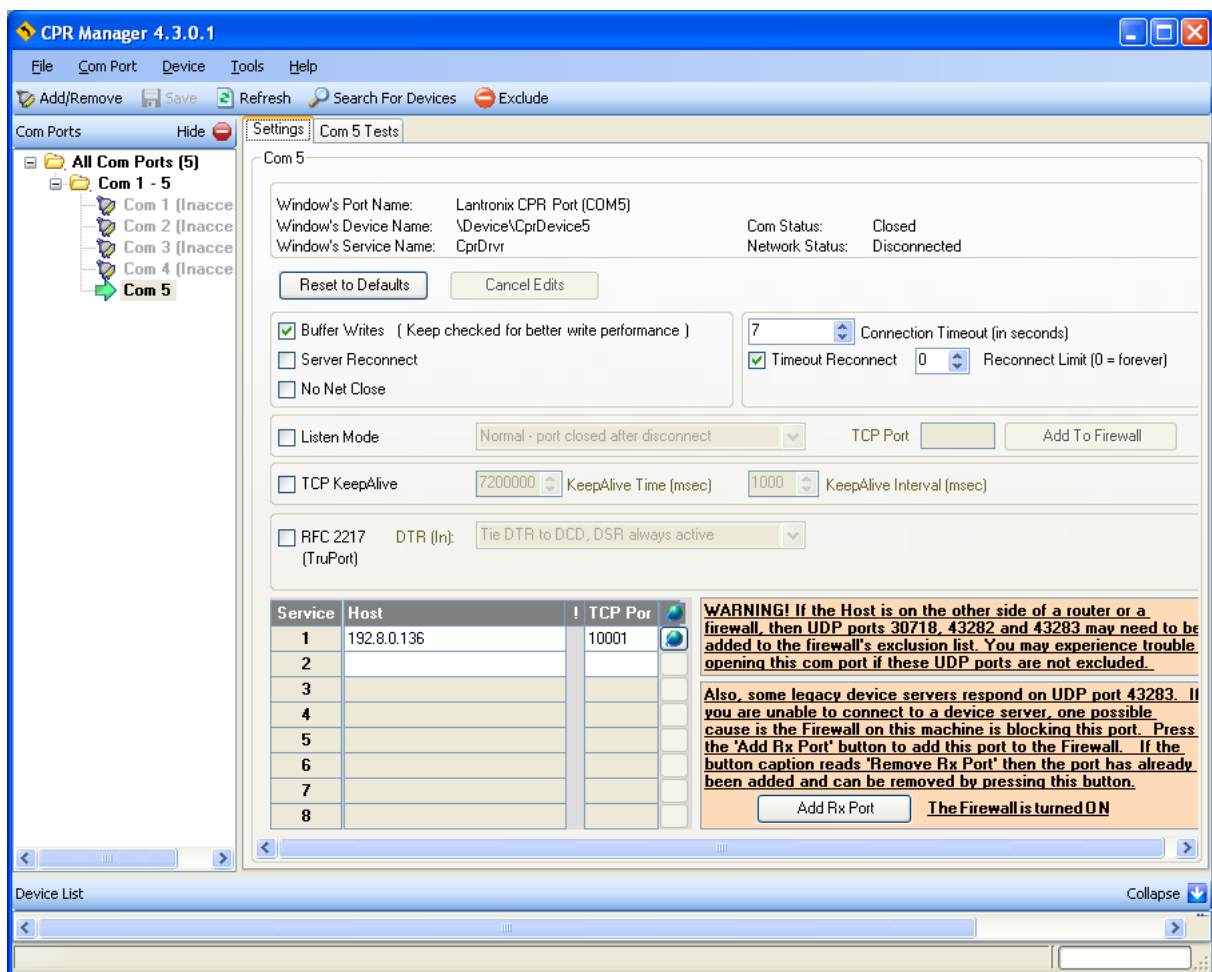 CPR Manager 4.3.0.1
File Com Port Device Tools Help
Add/Remove Save Refresh Search For Devices Exclude
Com Ports Hide
Settings Com 5 Tests
All Com Ports (5)
Com 1 - 5
Com 1 (Inacce
Com 2 (Inacce
Com 3 (Inacce
Com 4 (Inacce
Com 5
Com 5
Window's Port Name: Lantronix CPR Port (COM5)
Window's Device Name: \Device\CprDevice5 Com Status: Closed
Window's Service Name: CprDrvr Network Status: Disconnected
Reset to Defaults Cancel Edits
Buffer Writes ( Keep checked for better write performance )
Server Reconnect
No Net Close
7 Connection Timeout (in seconds)
Timeout Reconnect 0 Reconnect Limit (0 = forever)
Listen Mode Normal - port closed after disconnect TCP Port Add To Firewall
TCP KeepAlive 7200000 KeepAlive Time (msec) 1000 KeepAlive Interval (msec)
RFC 2217 DTR (In): Tie DTR to DCD, DSR always active
(TruPort)
Service Host ! TCP Por
1 192.8.0.136 10001
2
3
4
5
6
7
8
WARNING! If the Host is on the other side of a router or a
firewall, then UDP ports 30718, 43282 and 43283 may need to be
added to the firewall's exclusion list. You may experience trouble
opening this com port if these UDP ports are not excluded.
Also, some legacy device servers respond on UDP port 43283. If
you are unable to connect to a device server, one possible
cause is the Firewall on this machine is blocking this port. Press
the 'Add Rx Port' button to add this port to the Firewall. If the
button caption reads 'Remove Rx Port' then the port has already
been added and can be removed by pressing this button.
Add Rx Port The Firewall is turned ON
Device List Collapse